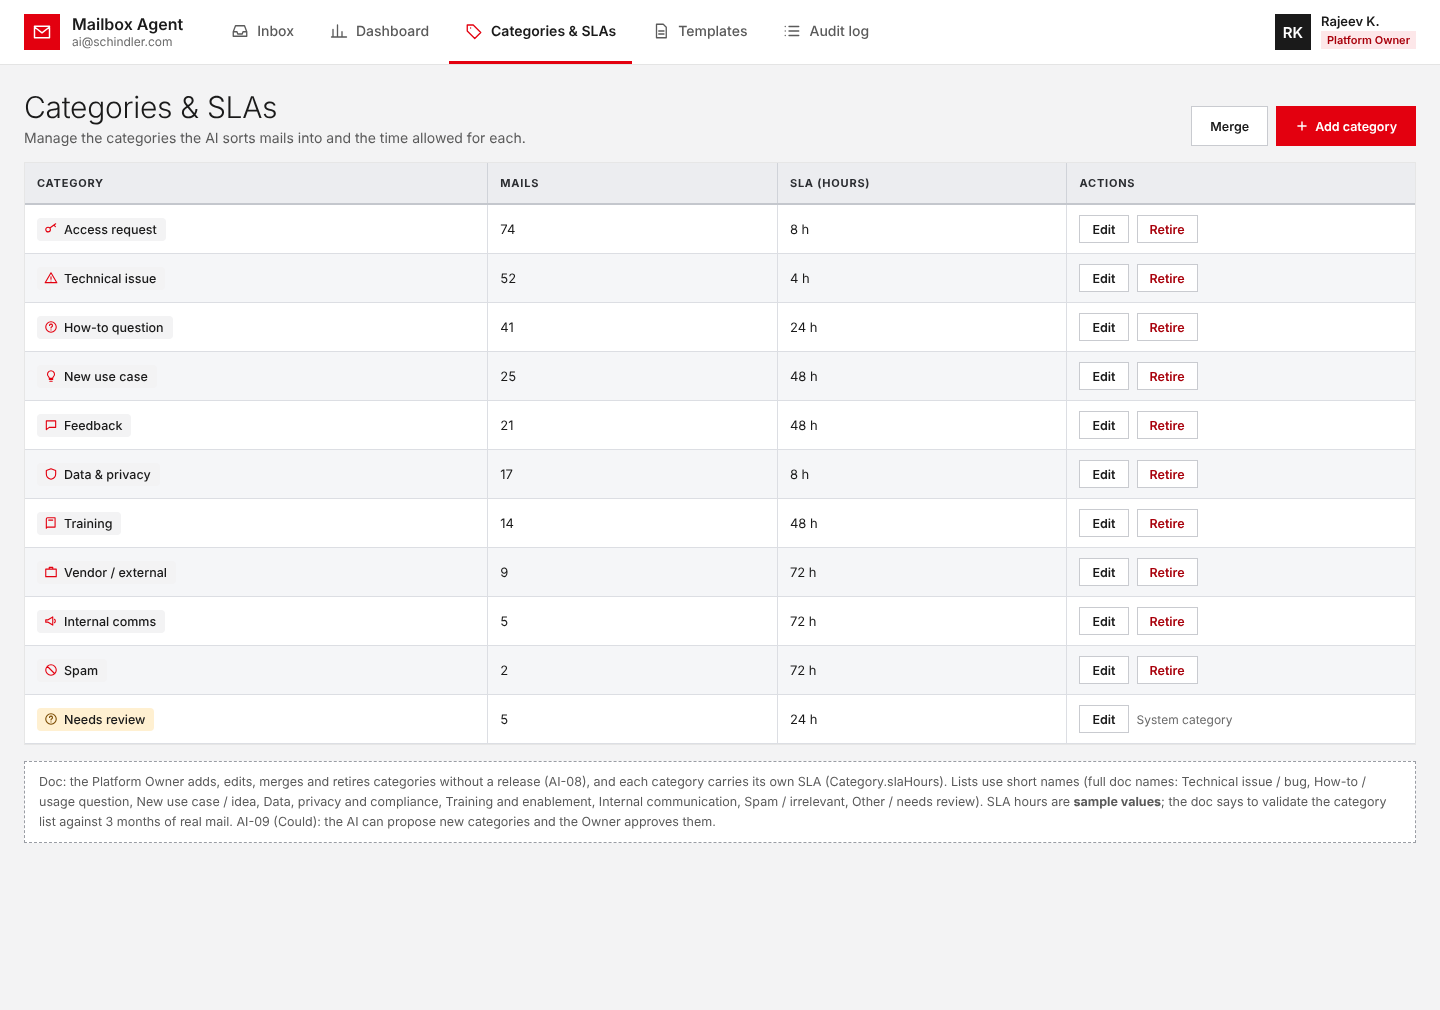 Mailbox Agent
ai@schindler.com
Inbox
Dashboard
Categories & SLAs
Templates
Audit log
RK
Rajeev K.
Platform Owner
Categories & SLAs
Manage the categories the AI sorts mails into and the time allowed for each.
Merge
+ Add category
CATEGORY MAILS SLA (HOURS) ACTIONS
Access request 74 8 h Edit Retire
Technical issue 52 4 h Edit Retire
How-to question 41 24 h Edit Retire
New use case 25 48 h Edit Retire
Feedback 21 48 h Edit Retire
Data & privacy 17 8 h Edit Retire
Training 14 48 h Edit Retire
Vendor / external 9 72 h Edit Retire
Internal comms 5 72 h Edit Retire
Spam 2 72 h Edit Retire
Needs review 5 24 h Edit System category
Doc: the Platform Owner adds, edits, merges and retires categories without a release (AI-08), and each category carries its own SLA (Category.slaHours). Lists use short names (full doc names: Technical issue / bug, How-to /
usage question, New use case / idea, Data, privacy and compliance, Training and enablement, Internal communication, Spam / irrelevant, Other / needs review). SLA hours are sample values; the doc says to validate the category
list against 3 months of real mail. AI-09 (Could): the AI can propose new categories and the Owner approves them.